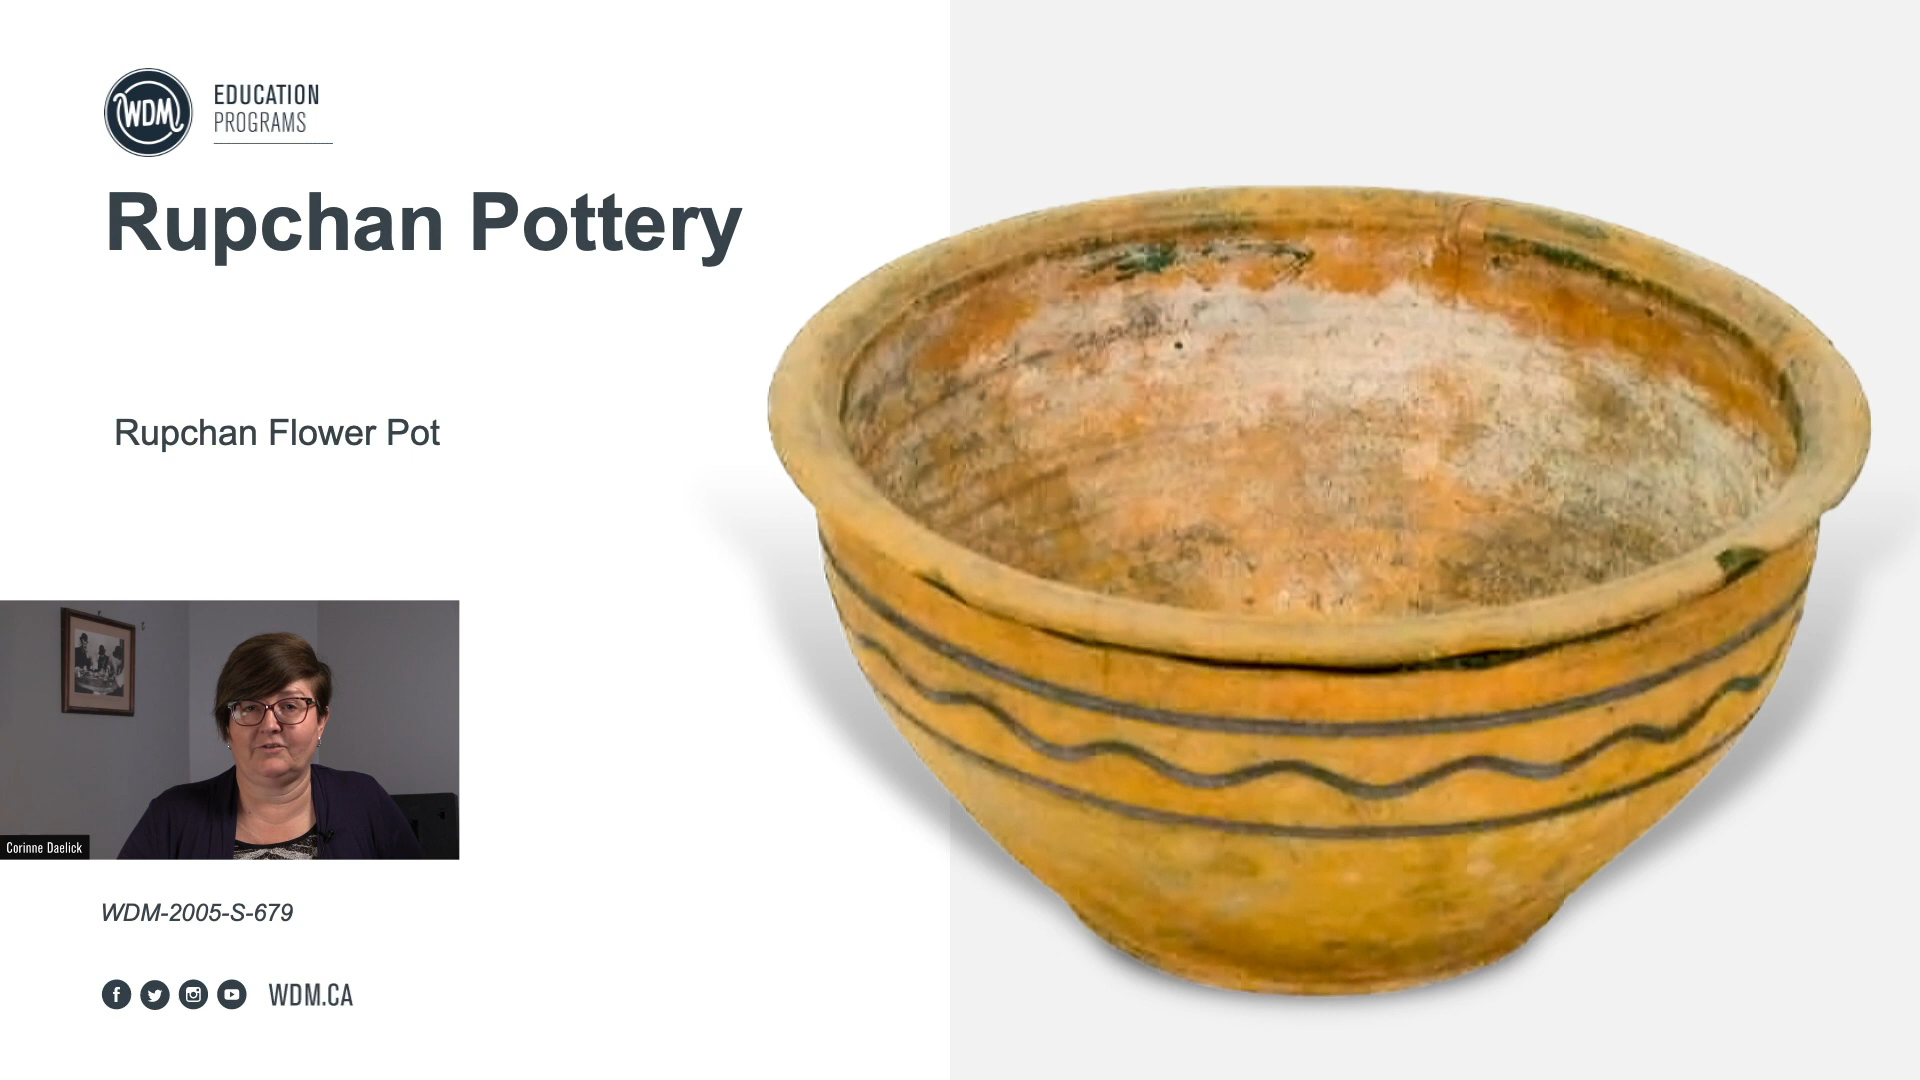 WDM
EDUCATION
PROGRAMS
Rupchan Pottery
Rupchan Flower Pot
Corinne Daelick
WDM-2005-S-679
WDM.CA